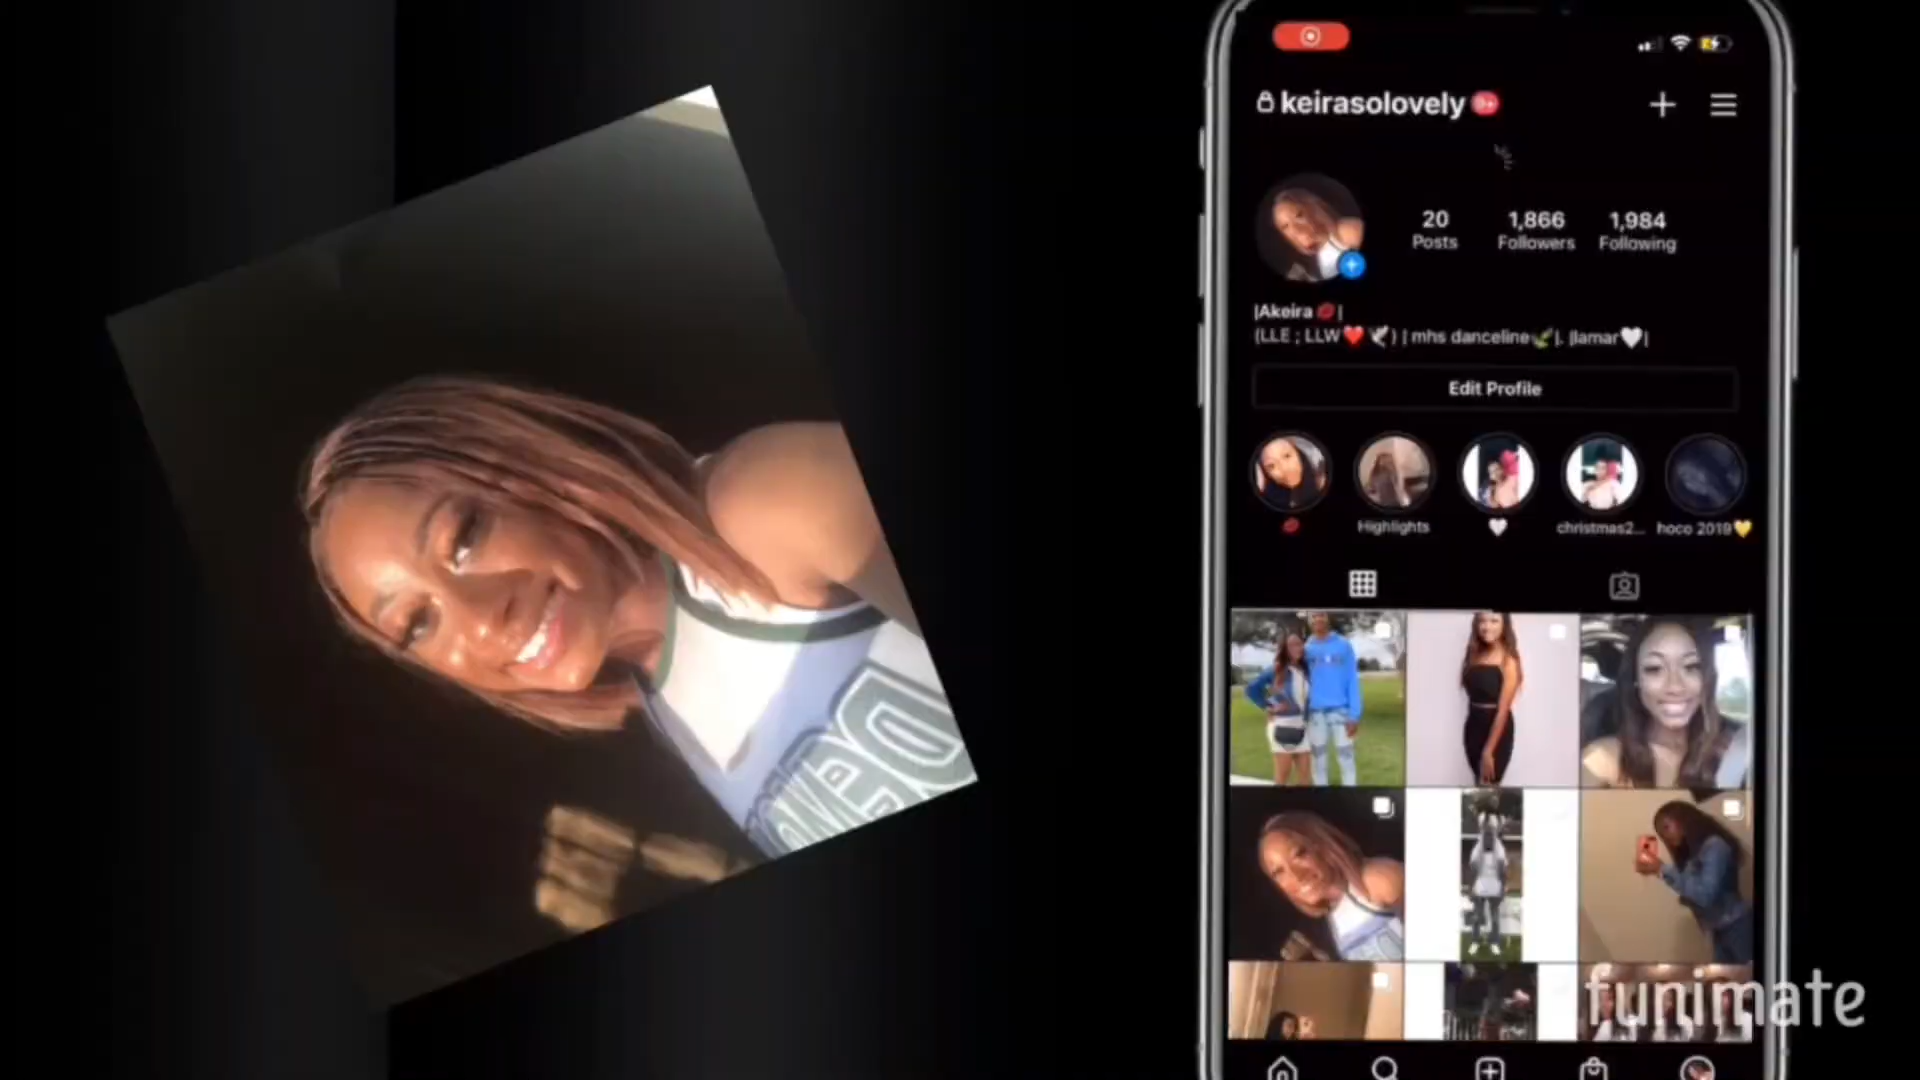 keirasolovely 9+
20
Posts
1,866
Followers
1,984
Following
|Akeira 💋|
(LLE ; LLW❤️🕊) | mhs danceline🌿|. |lamar🤍|
Edit Profile
💋
Highlights
🤍
christmas2...
hoco 2019💛
funimate